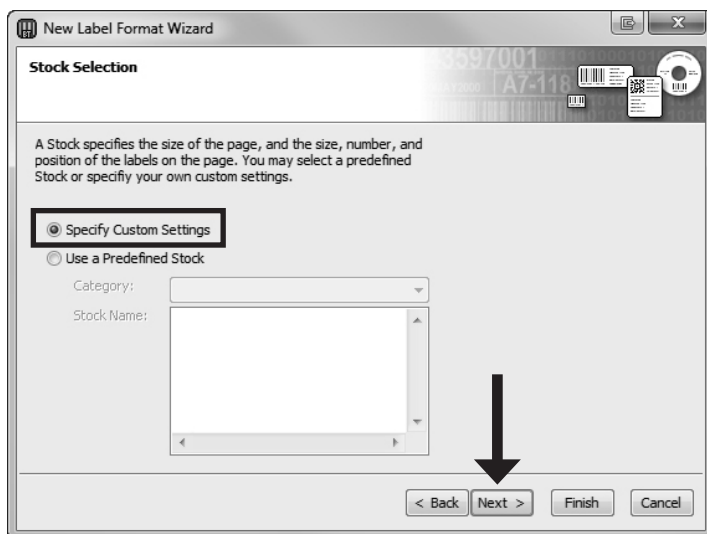 New Label Format Wizard
Stock Selection
3597001
A7-118
A Stock specifies the size of the page, and the size, number, and
position of the labels on the page. You may select a predefined
Stock or specifiy your own custom settings.
Specify Custom Settings
Use a Predefined Stock
Category:
Stock Name:
< Back Next > Finish Cancel